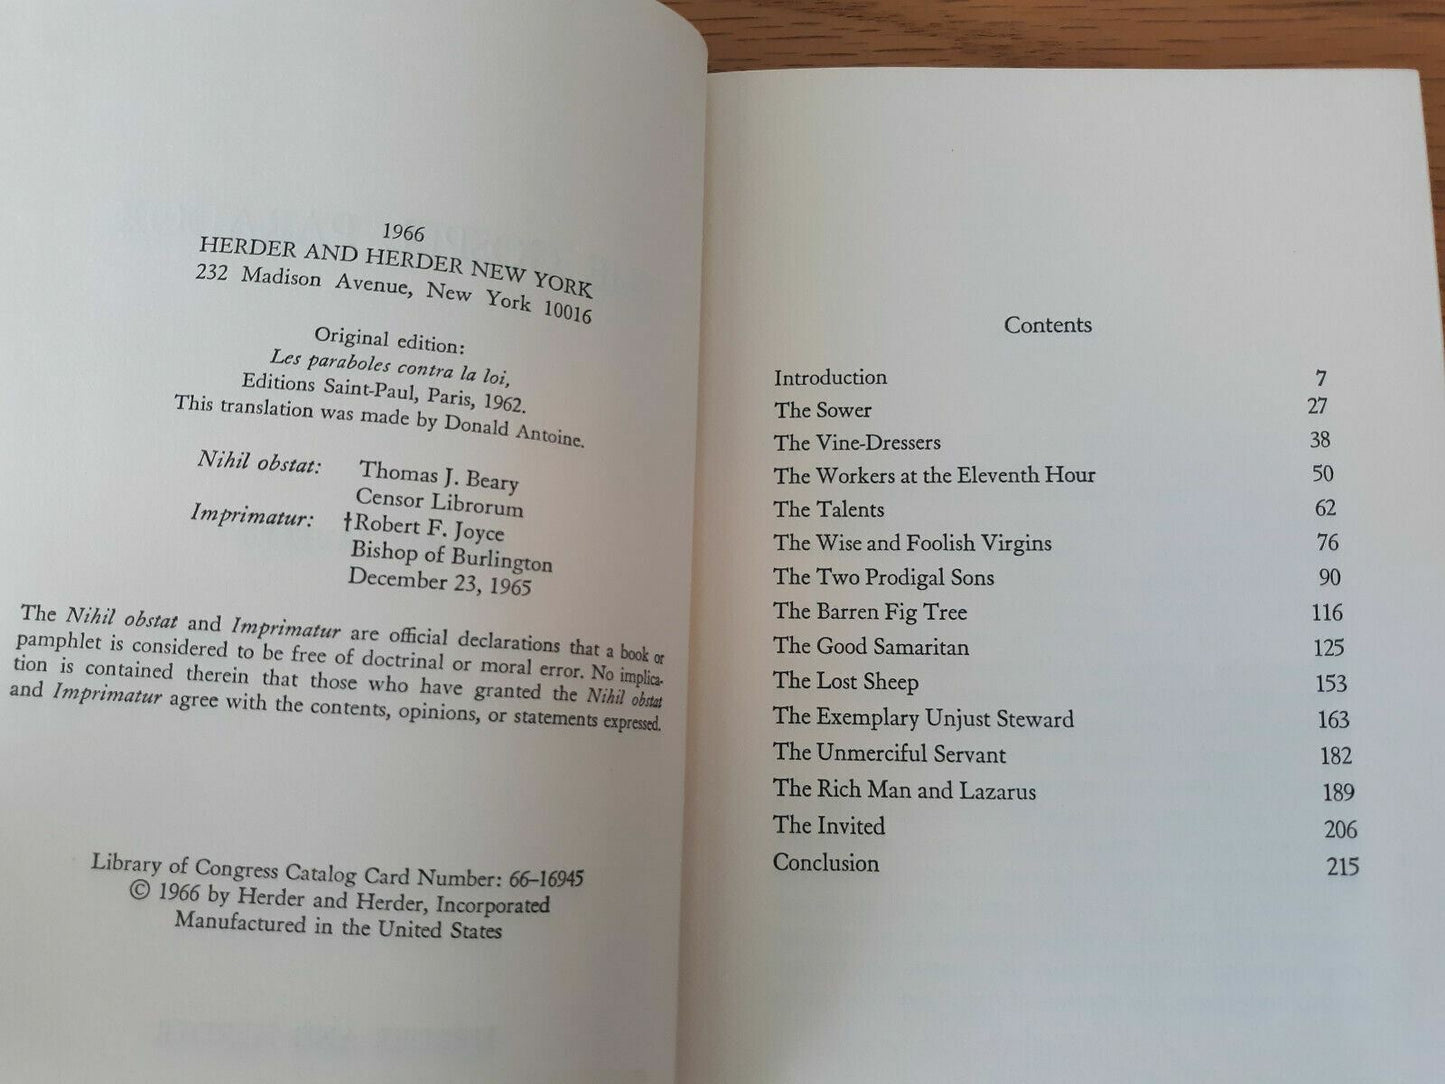 1966
HERDER AND HERDER NEW YORK
232 Madison Avenue, New York 10016
Original edition:
Les paraboles contra la loi,
Editions Saint-Paul, Paris, 1962.
This translation was made by Donald Antoine.
Nihil obstat: Thomas J. Beary
Censor Librorum
Imprimatur: †Robert F. Joyce
Bishop of Burlington
December 23, 1965
The Nihil obstat and Imprimatur are official declarations that a book or
pamphlet is considered to be free of doctrinal or moral error. No implica-
tion is contained therein that those who have granted the Nihil obstat
and Imprimatur agree with the contents, opinions, or statements expressed.
Library of Congress Catalog Card Number: 66–16945
© 1966 by Herder and Herder, Incorporated
Manufactured in the United States
Contents
Introduction 7
The Sower 27
The Vine-Dressers 38
The Workers at the Eleventh Hour 50
The Talents 62
The Wise and Foolish Virgins 76
The Two Prodigal Sons 90
The Barren Fig Tree 116
The Good Samaritan 125
The Lost Sheep 153
The Exemplary Unjust Steward 163
The Unmerciful Servant 182
The Rich Man and Lazarus 189
The Invited 206
Conclusion 215